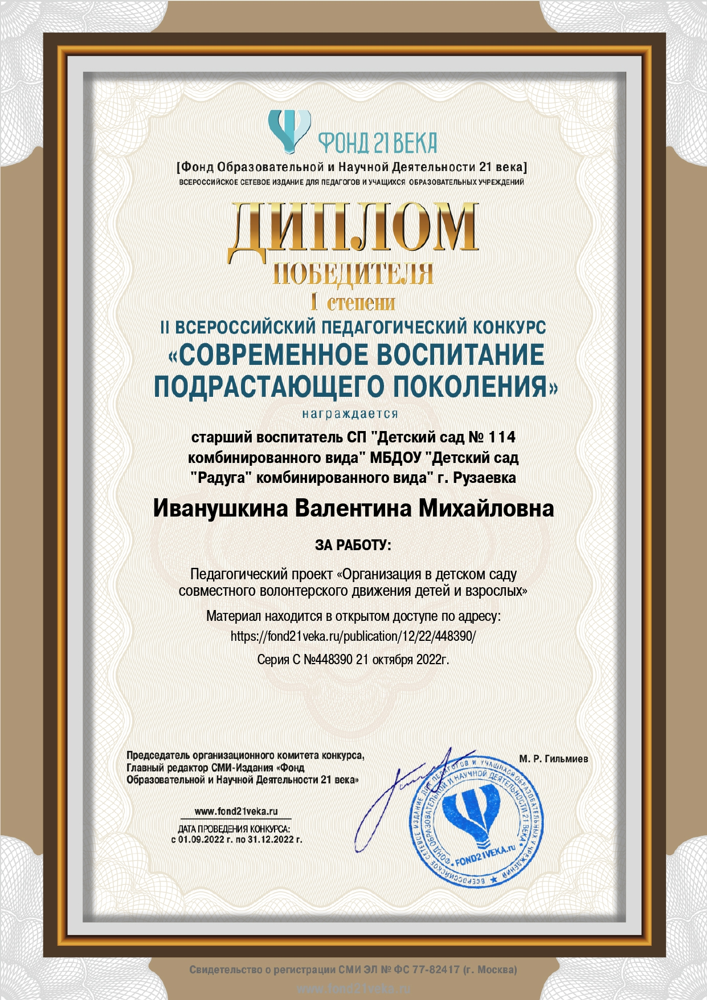 ФОНД 21 ВЕКА
[Фонд Образовательной и Научной Деятельности 21 века]
ВСЕРОССИЙСКОЕ СЕТЕВОЕ ИЗДАНИЕ ДЛЯ ПЕДАГОГОВ И УЧАЩИХСЯ ОБРАЗОВАТЕЛЬНЫХ УЧРЕЖДЕНИЙ
ДИПЛОМ
ПОБЕДИТЕЛЯ
1 степени
II ВСЕРОССИЙСКИЙ ПЕДАГОГИЧЕСКИЙ КОНКУРС
«СОВРЕМЕННОЕ ВОСПИТАНИЕ
ПОДРАСТАЮЩЕГО ПОКОЛЕНИЯ»
награждается
старший воспитатель СП "Детский сад № 114
комбинированного вида" МБДОУ "Детский сад
"Радуга" комбинированного вида" г. Рузаевка
Иванушкина Валентина Михайловна
ЗА РАБОТУ:
Педагогический проект «Организация в детском саду
совместного волонтерского движения детей и взрослых»
Материал находится в открытом доступе по адресу:
https://fond21veka.ru/publication/12/22/448390/
Серия С №448390 21 октября 2022г.
Председатель организационного комитета конкурса,
Главный редактор СМИ-Издания «Фонд
Образовательной и Научной Деятельности 21 века»
М. Р. Гильмиев
www.fond21veka.ru
ДАТА ПРОВЕДЕНИЯ КОНКУРСА:
с 01.09.2022 г. по 31.12.2022 г.
ВСЕРОССИЙСКОЕ СЕТЕВОЕ ИЗДАНИЕ ДЛЯ ПЕДАГОГОВ И УЧАЩИХСЯ ОБРАЗОВАТЕЛЬНЫХ УЧРЕЖДЕНИЙ
ФОНД ОБРАЗОВАТЕЛЬНОЙ И НАУЧНОЙ ДЕЯТЕЛЬНОСТИ 21 ВЕКА
FOND21VEKA.ru
Свидетельство о регистрации СМИ ЭЛ № ФС 77-82417 (г. Москва)
www.fond21veka.ru